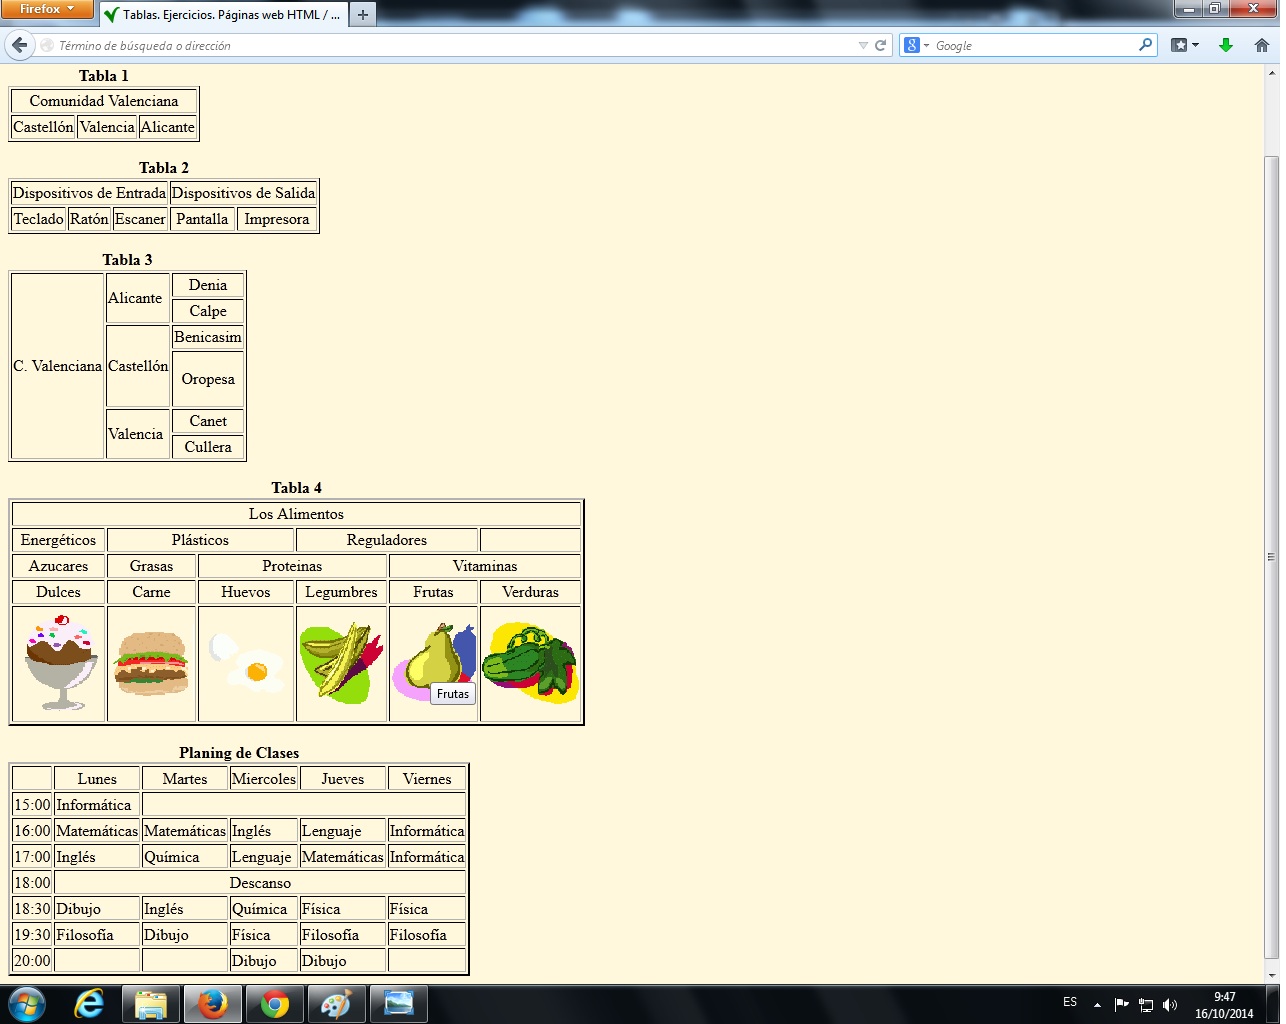 Firefox
Tablas. Ejercicios. Páginas web HTML / ...
Término de búsqueda o dirección
Google
Tabla 1
Comunidad Valenciana
Castellón Valencia Alicante
Tabla 2
Dispositivos de Entrada Dispositivos de Salida
Teclado Ratón Escaner Pantalla Impresora
Tabla 3
C. Valenciana Alicante Denia
Calpe
Castellón Benicasim
Oropesa
Valencia Canet
Cullera
Tabla 4
Los Alimentos
Energéticos Plásticos Reguladores
Azucares Grasas Proteinas Vitaminas
Dulces Carne Huevos Legumbres Frutas Verduras
Frutas
Planing de Clases
Lunes Martes Miercoles Jueves Viernes
15:00 Informática
16:00 Matemáticas Matemáticas Inglés Lenguaje Informática
17:00 Inglés Química Lenguaje Matemáticas Informática
18:00 Descanso
18:30 Dibujo Inglés Química Física Física
19:30 Filosofía Dibujo Física Filosofía Filosofía
20:00 Dibujo Dibujo
ES
9:47
16/10/2014